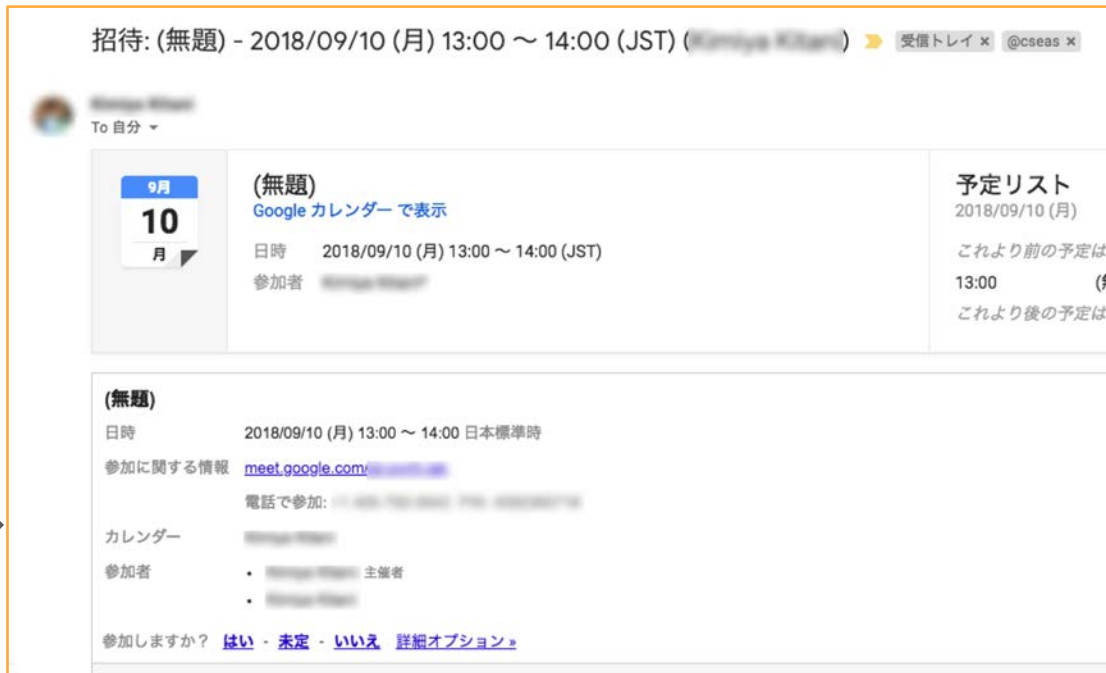 招待: (無題) - 2018/09/10 (月) 13:00 ～ 14:00 (JST) ( ) 受信トレイ × @cseas ×
To 自分
9月
10
月
(無題)
Google カレンダー で表示
日時 2018/09/10 (月) 13:00 ～ 14:00 (JST)
参加者
予定リスト
2018/09/10 (月)
これより前の予定は
13:00
これより後の予定は
(無題)
日時 2018/09/10 (月) 13:00 ～ 14:00 日本標準時
参加に関する情報 meet.google.com/
電話で参加:
カレンダー
参加者
• 主催者
•
参加しますか？ はい - 未定 - いいえ 詳細オプション »